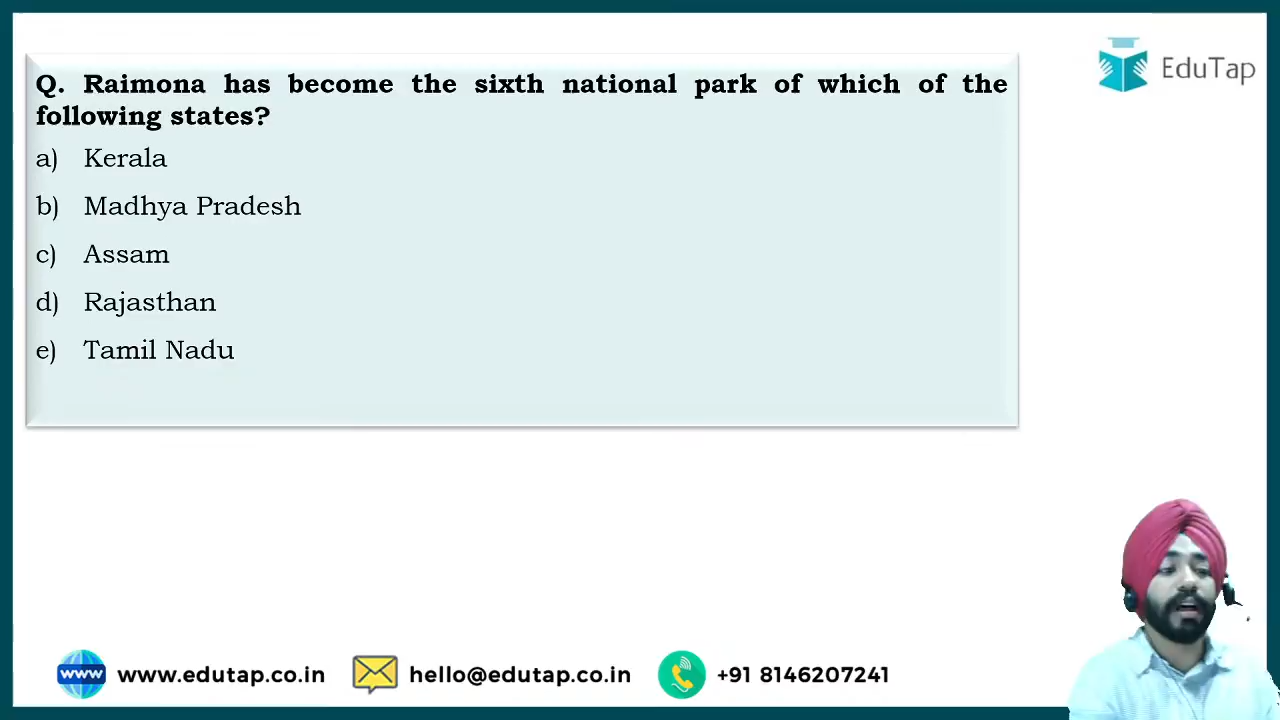 EduTap
Q. Raimona has become the sixth national park of which of the
following states?
a) Kerala
b) Madhya Pradesh
c) Assam
d) Rajasthan
e) Tamil Nadu
www www.edutap.co.in hello@edutap.co.in +91 8146207241